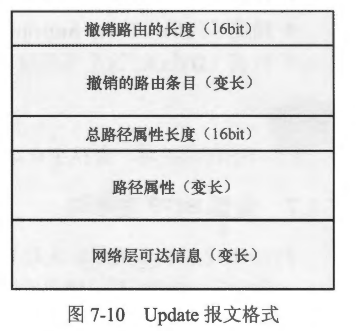 撤销路由的长度（16bit）
撤销的路由条目（变长）
总路径属性长度（16bit）
路径属性（变长）
网络层可达信息（变长）
图 7-10 Update 报文格式